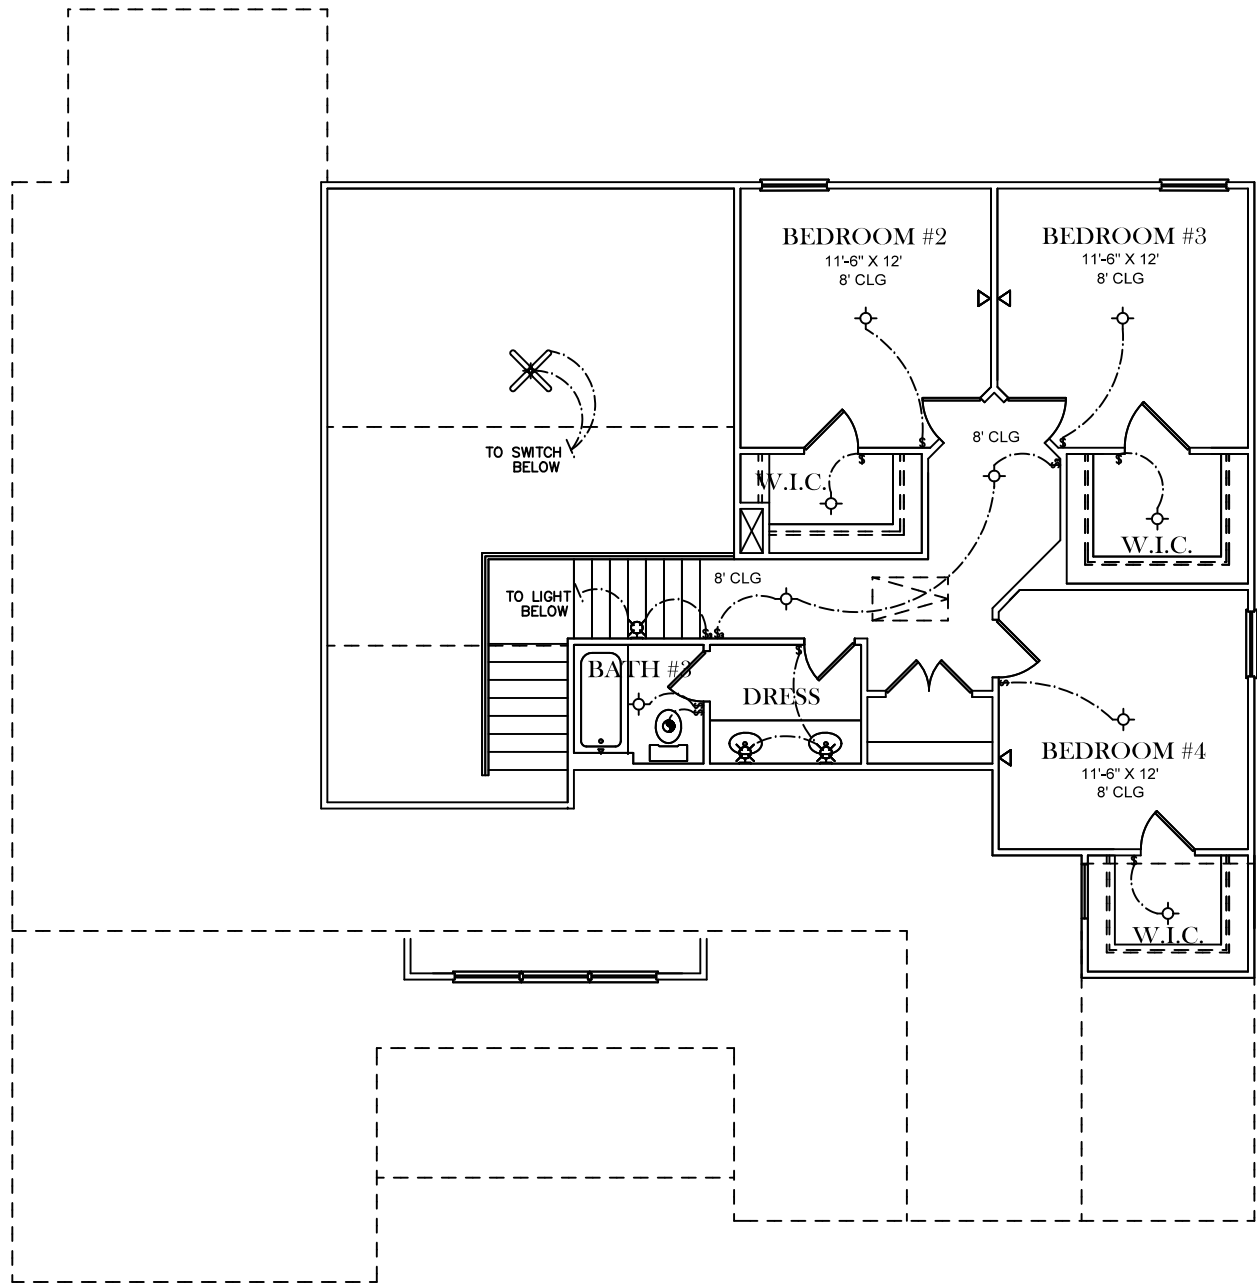 BEDROOM #2
11'-6" X 12'
8' CLG
BEDROOM #3
11'-6" X 12'
8' CLG
8' CLG
TO SWITCH
BELOW
W.I.C.
W.I.C.
8' CLG
TO LIGHT
BELOW
BATH #3
DRESS
BEDROOM #4
11'-6" X 12'
8' CLG
W.I.C.